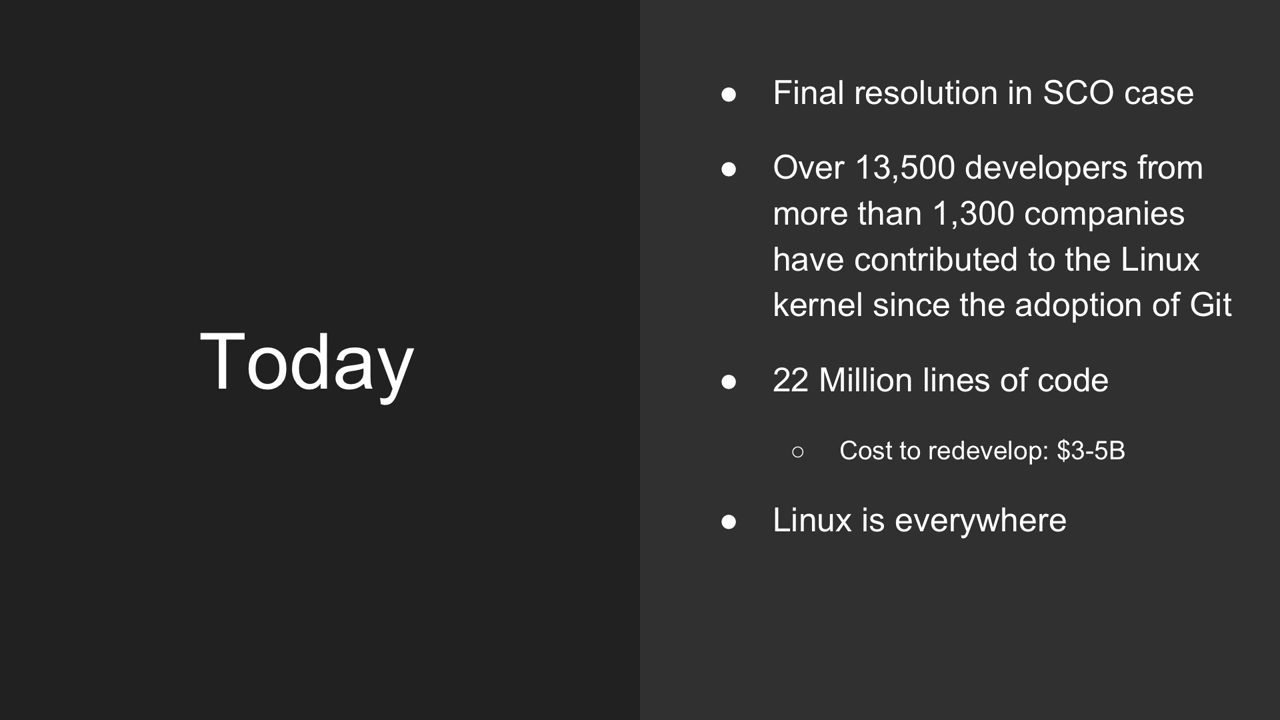 Today
● Final resolution in SCO case
● Over 13,500 developers from
more than 1,300 companies
have contributed to the Linux
kernel since the adoption of Git
● 22 Million lines of code
○ Cost to redevelop: $3-5B
● Linux is everywhere